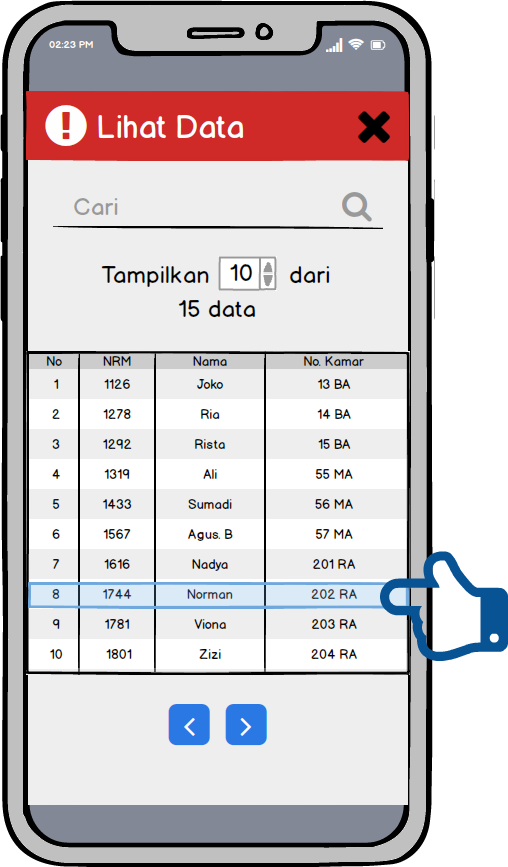 02:23 PM
Lihat Data
Cari
Tampilkan 10 dari
15 data
No NRM Nama No. Kamar
1 1126 Joko 13 BA
2 1278 Ria 14 BA
3 1292 Rista 15 BA
4 1319 Ali 55 MA
5 1433 Sumadi 56 MA
6 1567 Agus. B 57 MA
7 1616 Nadya 201 RA
8 1744 Norman 202 RA
9 1781 Viona 203 RA
10 1801 Zizi 204 RA